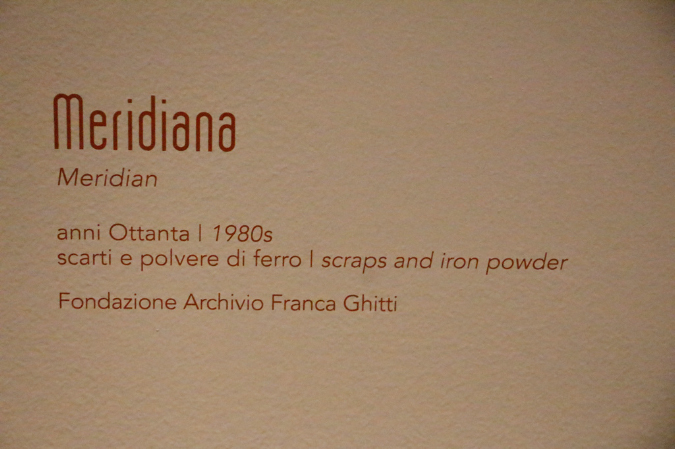 Meridiana
Meridian
anni Ottanta | 1980s
scarti e polvere di ferro | scraps and iron powder
Fondazione Archivio Franca Ghitti